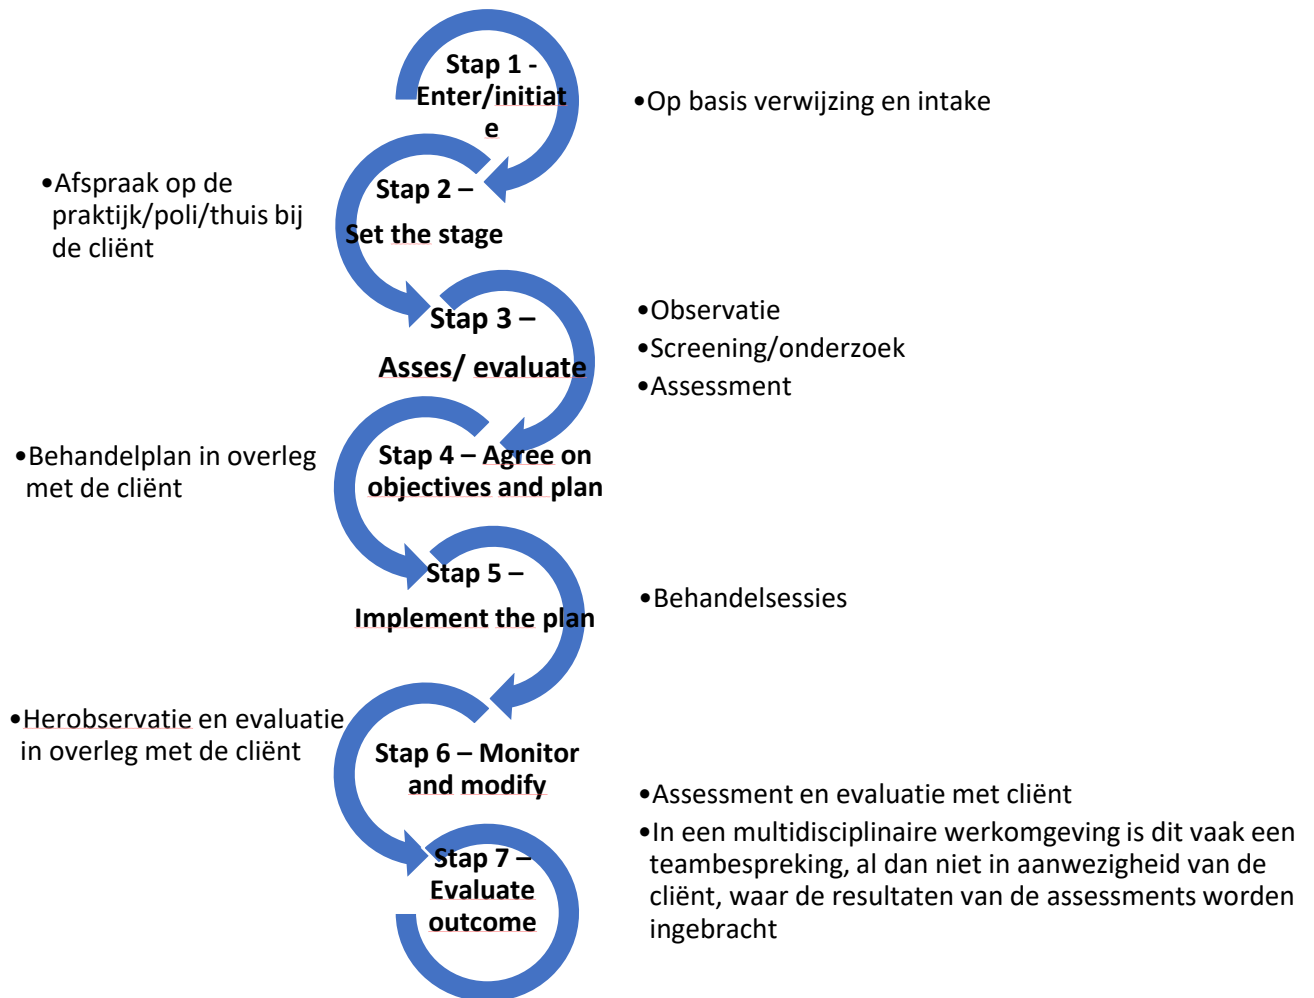 Stap 1 -
Enter/initiat
e
•Op basis verwijzing en intake
Stap 2 –
Set the stage
•Afspraak op de
praktijk/poli/thuis bij
de cliënt
Stap 3 –
Asses/ evaluate
•Observatie
•Screening/onderzoek
•Assessment
Stap 4 – Agree on
objectives and plan
•Behandelplan in overleg
met de cliënt
Stap 5 –
Implement the plan
•Behandelsessies
Stap 6 – Monitor
and modify
•Herobservatie en evaluatie
in overleg met de cliënt
Stap 7 –
Evaluate
outcome
•Assessment en evaluatie met cliënt
•In een multidisciplinaire werkomgeving is dit vaak een
teambespreking, al dan niet in aanwezigheid van de
cliënt, waar de resultaten van de assessments worden
ingebracht